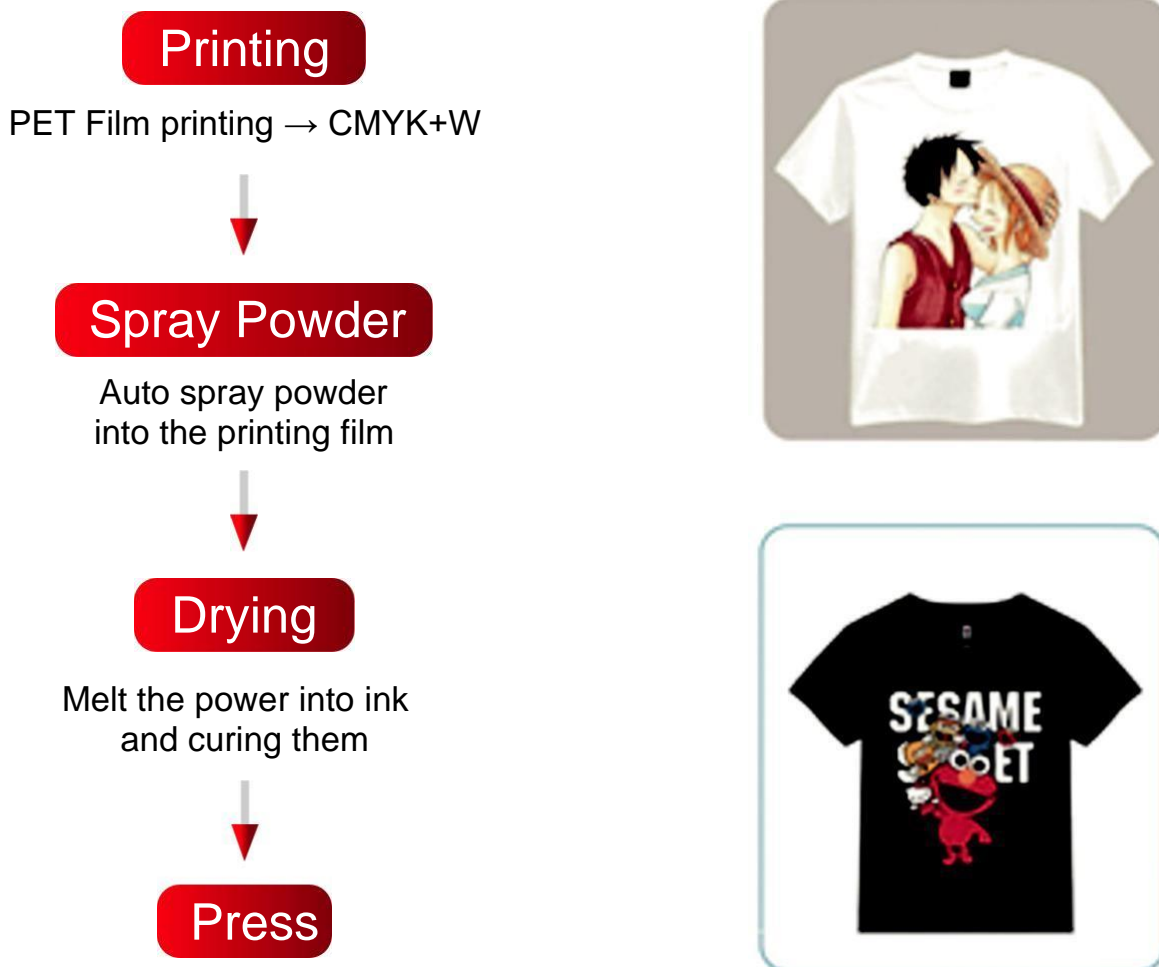 Printing
PET Film printing → CMYK+W
Spray Powder
Auto spray powder
into the printing film
Drying
Melt the power into ink
and curing them
Press
SESAME